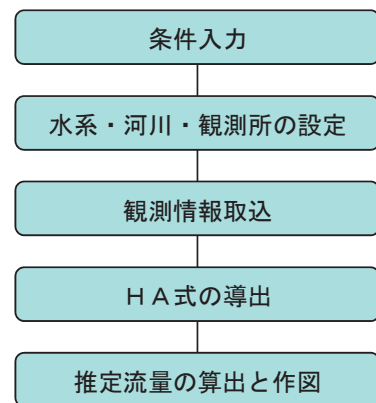 条件入力
水系・河川・観測所の設定
観測情報取込
ＨＡ式の導出
推定流量の算出と作図